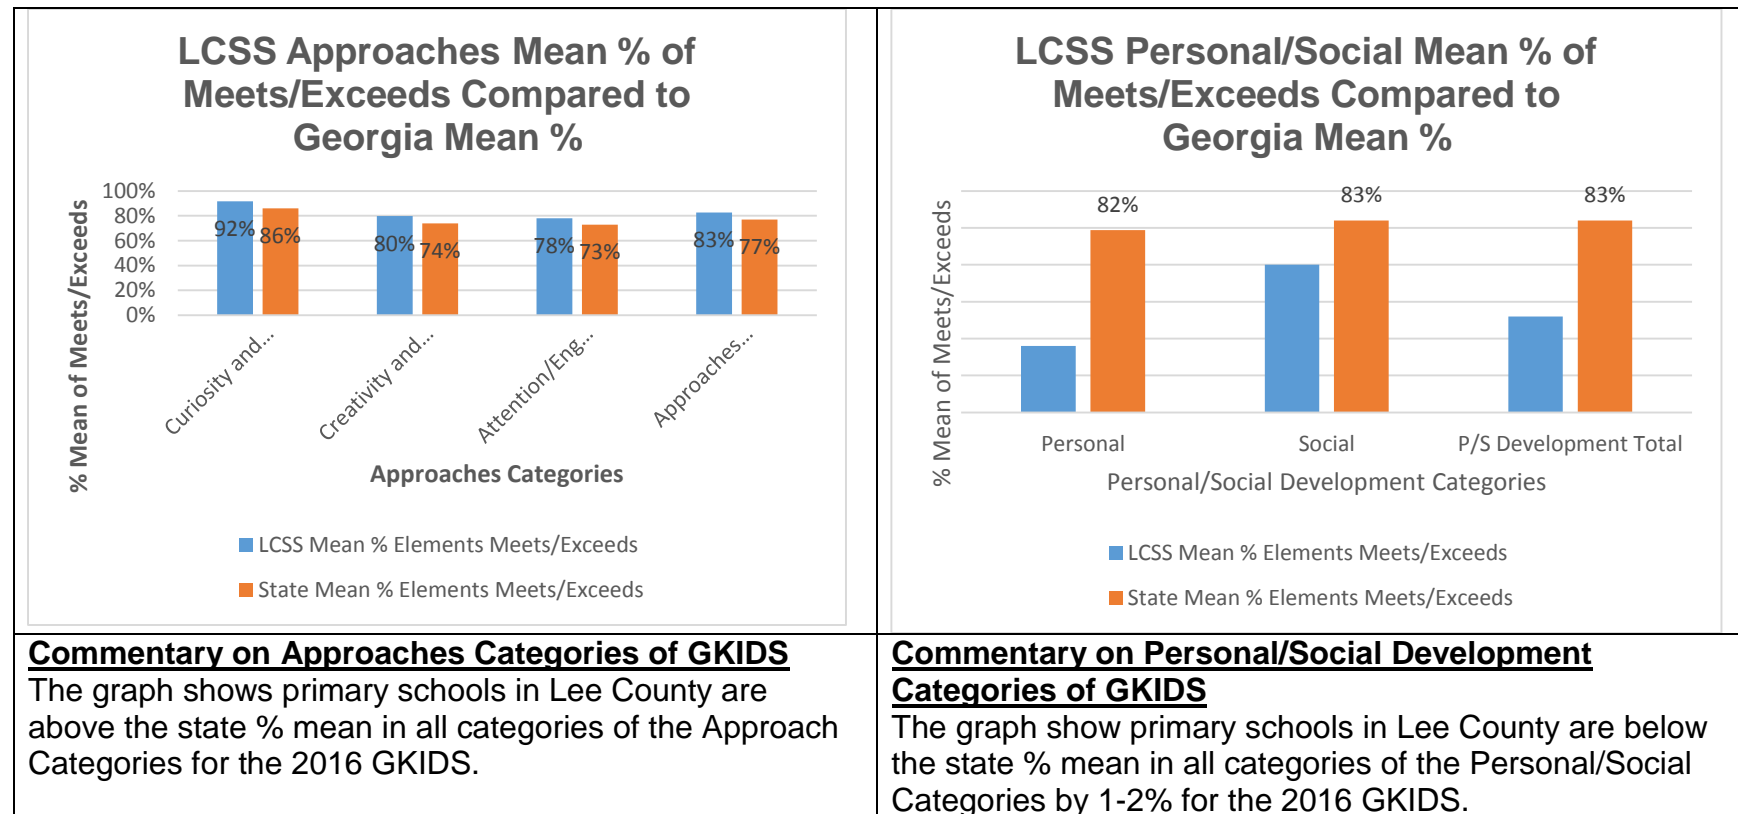 LCSS Approaches Mean % of
Meets/Exceeds Compared to
Georgia Mean %
% Mean of Meets/Exceeds
100%
80%
60%
40%
20%
0%
92%
86%
80%
74%
78%
73%
83%
77%
Curiosity and...
Creativity and...
Attention/Eng...
Approaches...
Approaches Categories
LCSS Mean % Elements Meets/Exceeds
State Mean % Elements Meets/Exceeds
LCSS Personal/Social Mean % of
Meets/Exceeds Compared to
Georgia Mean %
% Mean of Meets/Exceeds
82%
83%
83%
Personal
Social
P/S Development Total
Personal/Social Development Categories
LCSS Mean % Elements Meets/Exceeds
State Mean % Elements Meets/Exceeds
Commentary on Approaches Categories of GKIDS
The graph shows primary schools in Lee County are
above the state % mean in all categories of the Approach
Categories for the 2016 GKIDS.
Commentary on Personal/Social Development
Categories of GKIDS
The graph show primary schools in Lee County are below
the state % mean in all categories of the Personal/Social
Categories by 1-2% for the 2016 GKIDS.